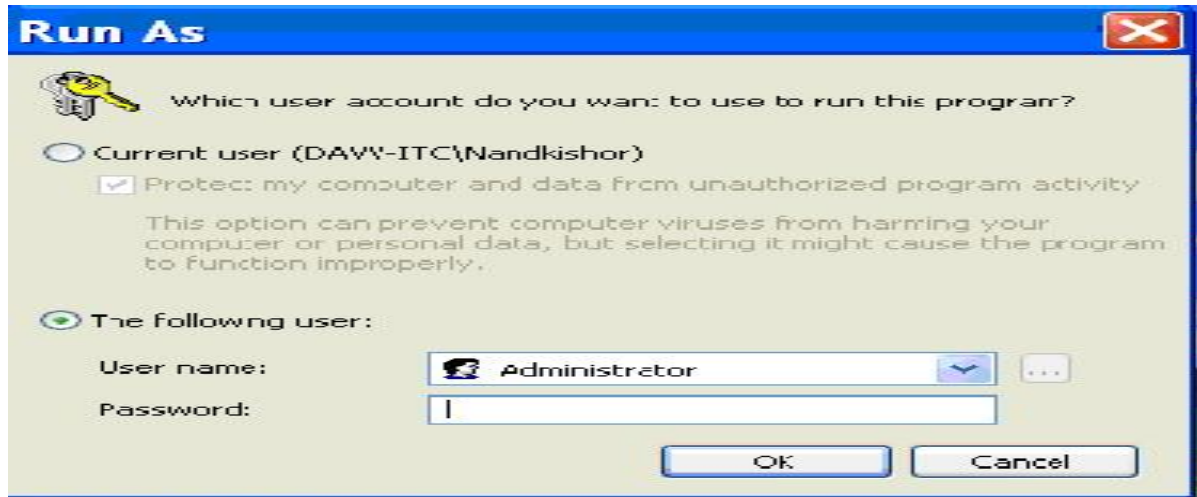 Run As
Which user account do you want to use to run this program?
Current user (DAVV-ITC\Nandkishor)
Protect my computer and data from unauthorized program activity
This option can prevent computer viruses from harming your
computer or personal data, but selecting it might cause the program
to function improperly.
The following user:
User name:
Administrator
...
Password:
OK
Cancel